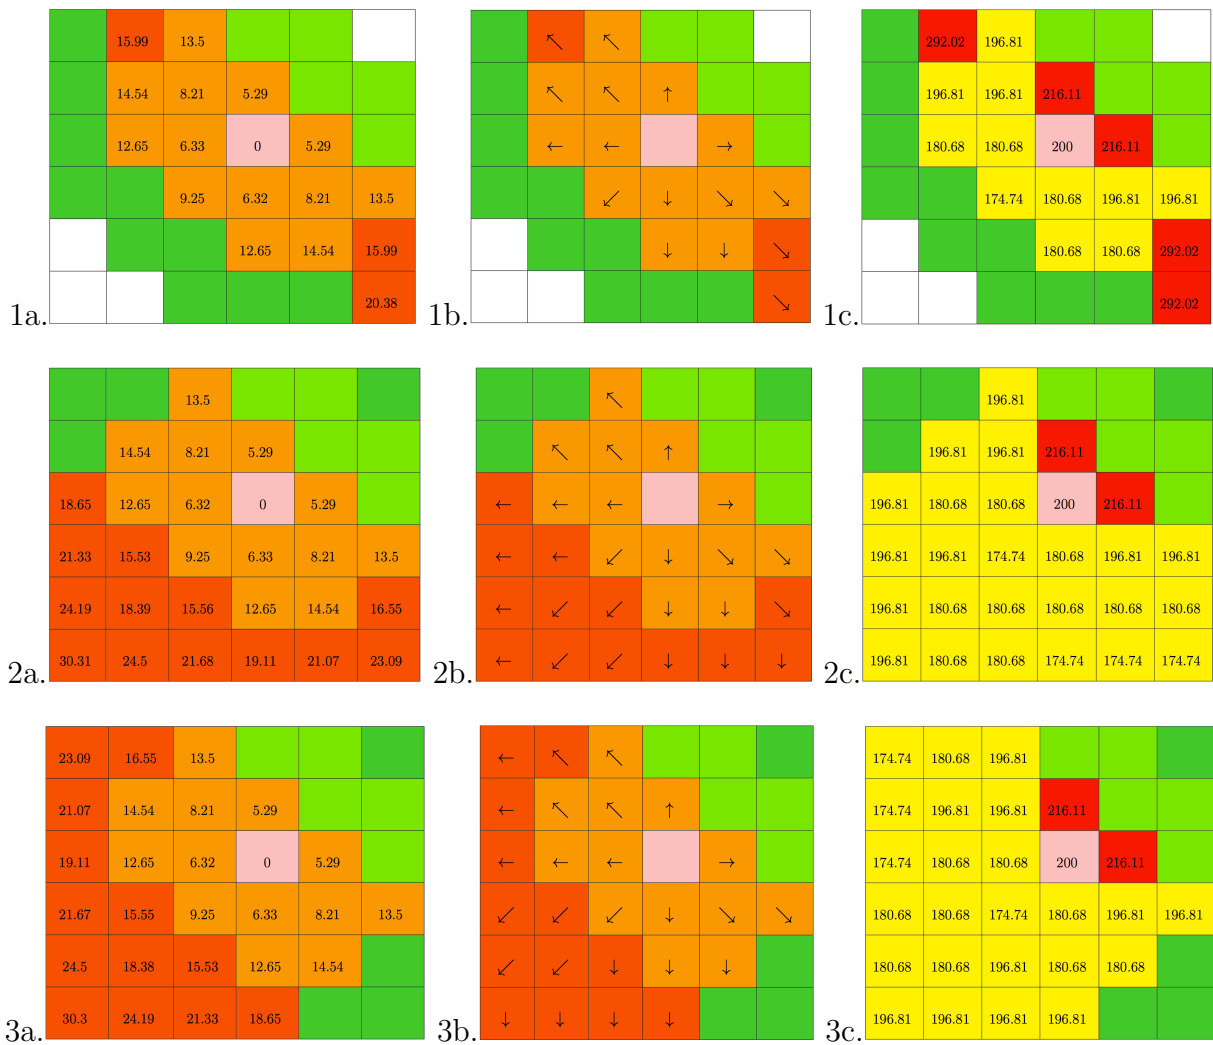 15.99 13.5 ↖ ↖ 292.02 196.81
14.54 8.21 5.29 ↖ ↖ ↑ 196.81 196.81 216.11
12.65 6.33 0 5.29 ← ← → 180.68 180.68 200 216.11
9.25 6.32 8.21 13.5 ↙ ↓ ↘ ↘ 174.74 180.68 196.81 196.81
12.65 14.54 15.99 ↓ ↓ ↘ 180.68 180.68 292.02
1a. 20.38 1b. ↘ 1c. 292.02
13.5 ↖ 196.81
14.54 8.21 5.29 ↖ ↖ ↑ 196.81 196.81 216.11
18.65 12.65 6.32 0 5.29 ← ← ← → 196.81 180.68 180.68 200 216.11
21.33 15.53 9.25 6.33 8.21 13.5 ← ← ↙ ↓ ↘ ↘ 196.81 196.81 174.74 180.68 196.81 196.81
24.19 18.39 15.56 12.65 14.54 16.55 ← ↙ ↙ ↓ ↓ ↘ 196.81 180.68 180.68 180.68 180.68 180.68
2a. 30.31 24.5 21.68 19.11 21.07 23.09 2b. ← ↙ ↙ ↓ ↓ ↓ 2c. 196.81 180.68 180.68 174.74 174.74 174.74
23.09 16.55 13.5 ← ↖ ↖ 174.74 180.68 196.81
21.07 14.54 8.21 5.29 ← ↖ ↖ ↑ 174.74 196.81 196.81 216.11
19.11 12.65 6.32 0 5.29 ← ← ← → 174.74 180.68 180.68 200 216.11
21.67 15.55 9.25 6.33 8.21 13.5 ↙ ↙ ↙ ↓ ↘ ↘ 180.68 180.68 174.74 180.68 196.81 196.81
24.5 18.38 15.53 12.65 14.54 ↙ ↙ ↓ ↓ ↓ 180.68 180.68 196.81 180.68 180.68
3a. 30.3 24.19 21.33 18.65 3b. ↓ ↓ ↓ ↓ 3c. 196.81 196.81 196.81 196.81